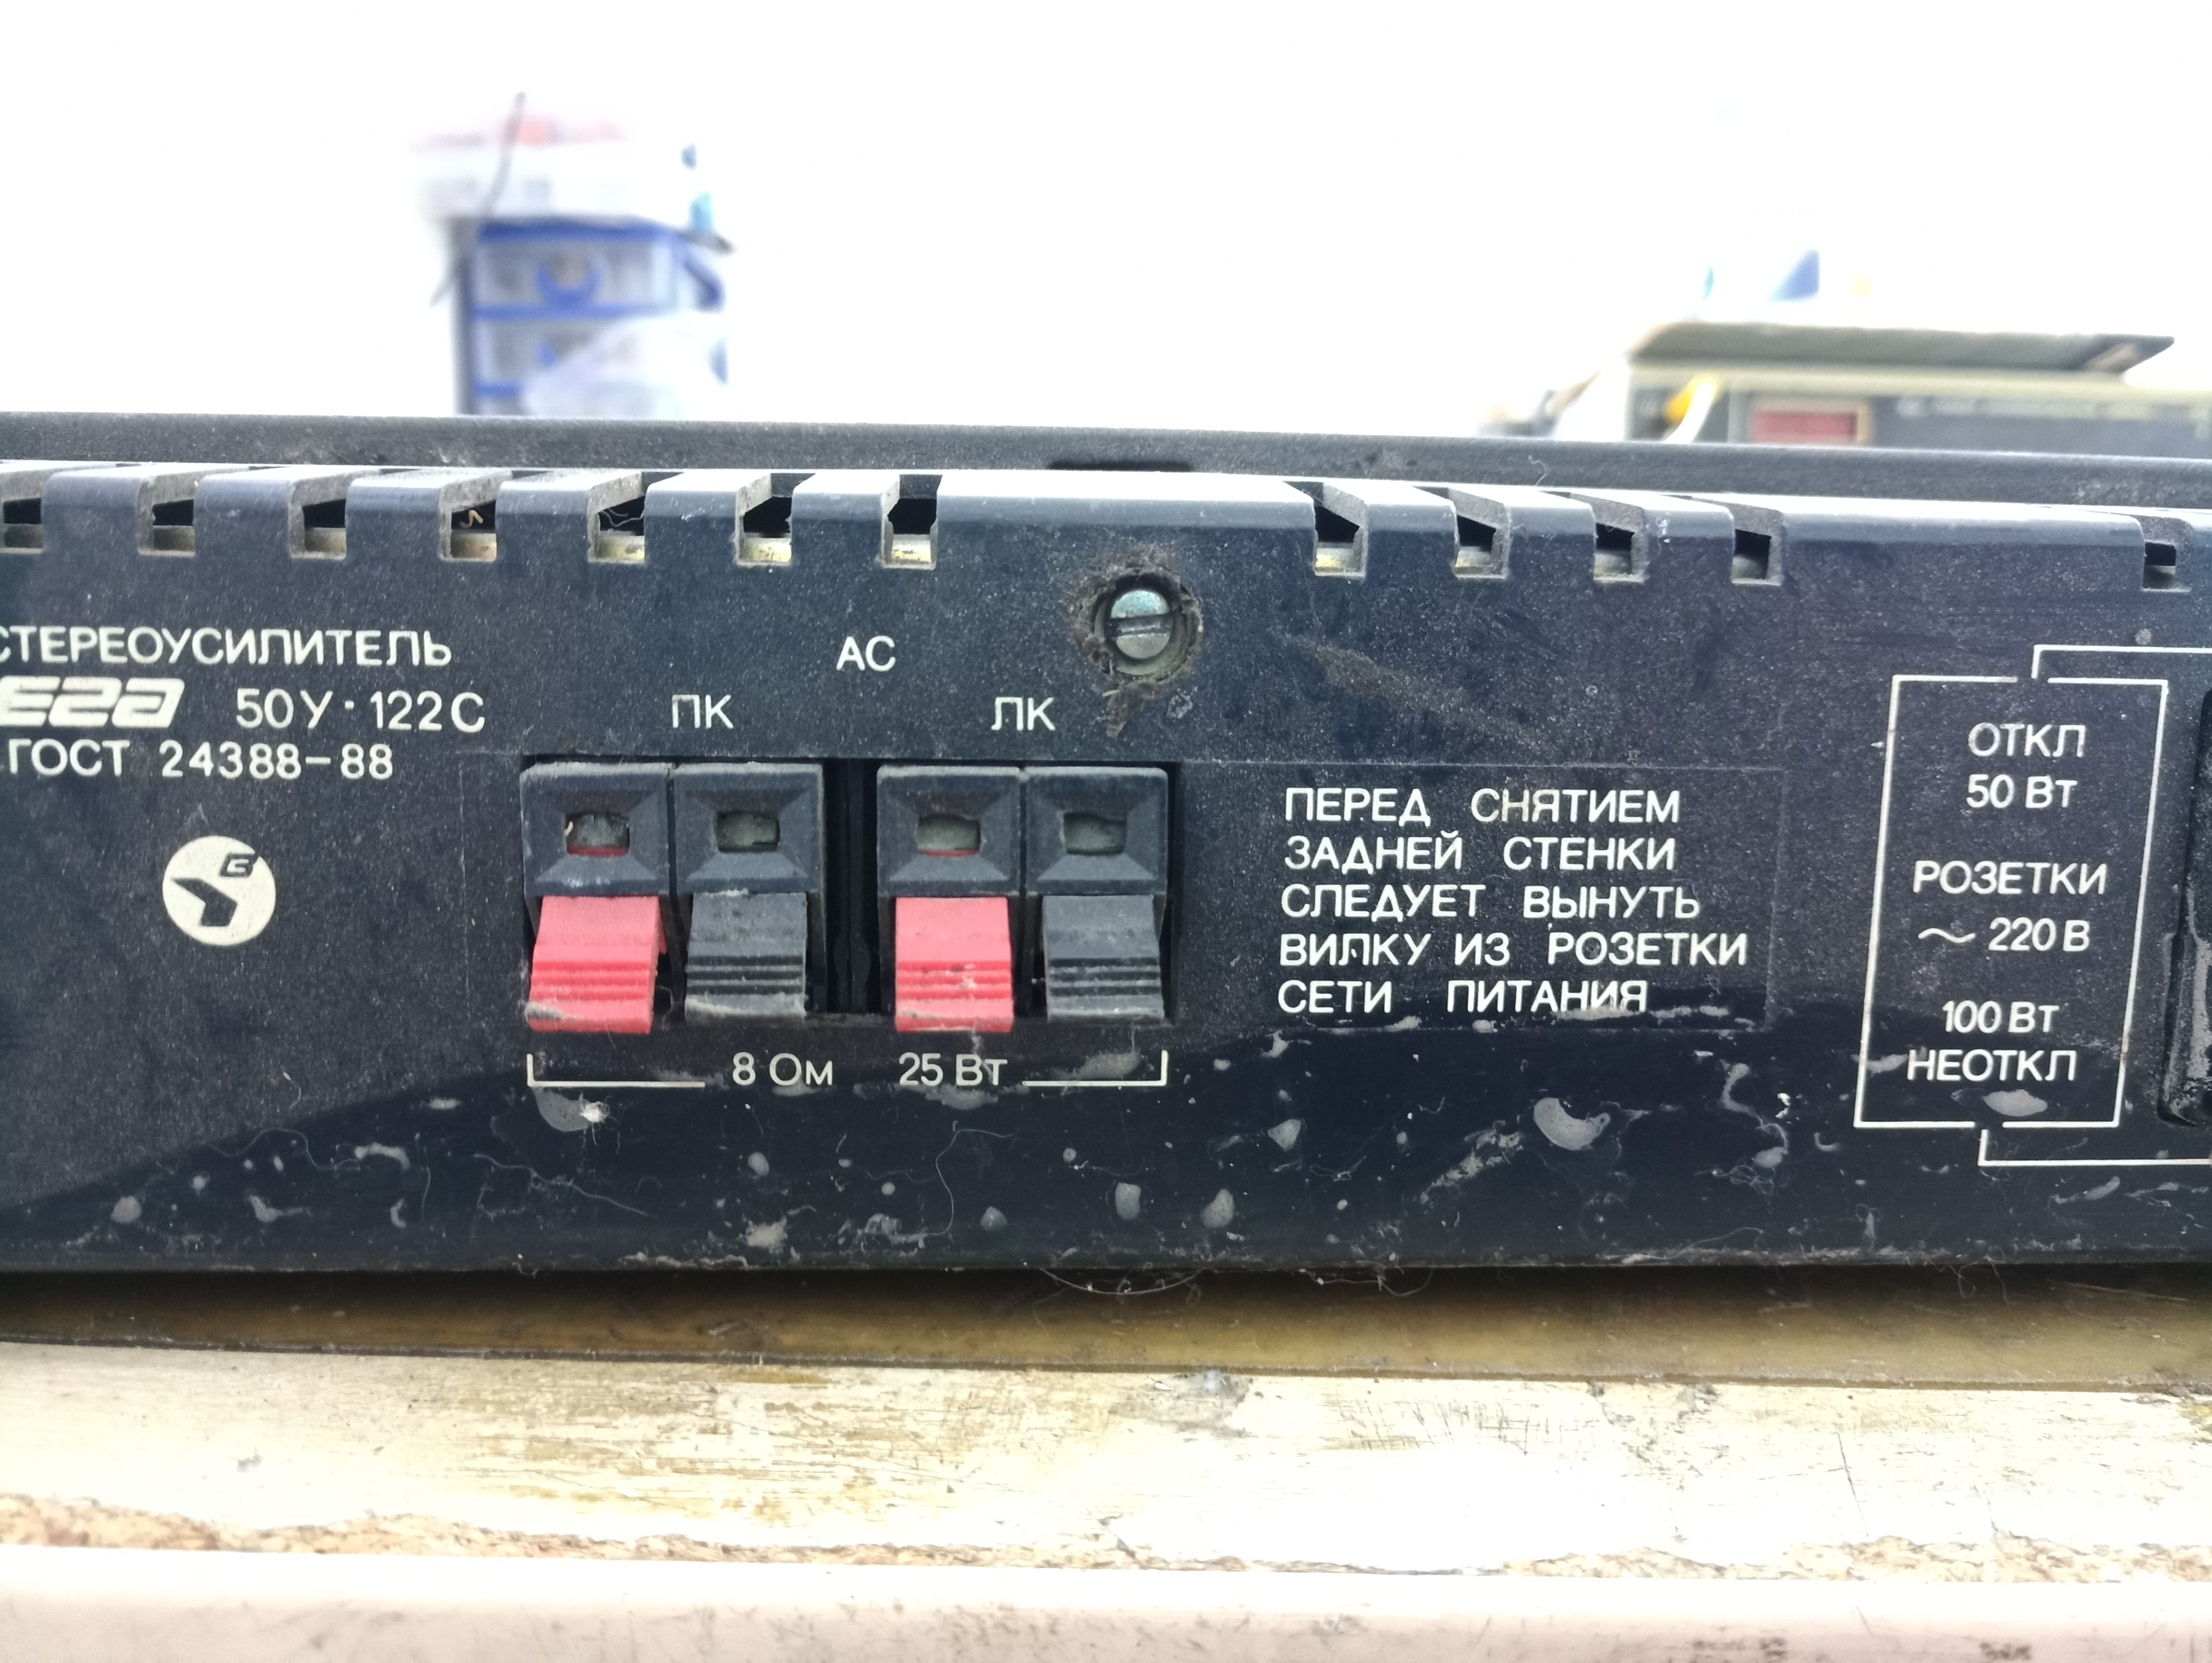 СТЕРЕОУСИЛИТЕЛЬ
50У·122С
ГОСТ 24388-88
АС
ПК ЛК
8 Ом 25 Вт
ПЕРЕД СНЯТИЕМ
ЗАДНЕЙ СТЕНКИ
СЛЕДУЕТ ВЫНУТЬ
ВИЛКУ ИЗ РОЗЕТКИ
СЕТИ ПИТАНИЯ
ОТКЛ
50 Вт
РОЗЕТКИ
~ 220 В
100 Вт
НЕОТКЛ